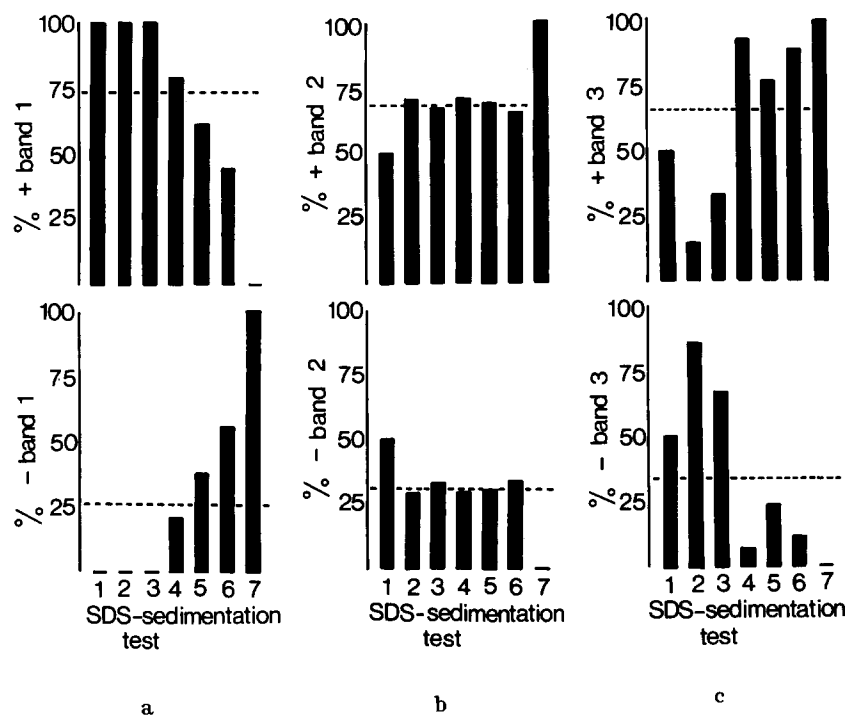 100
75
50
25
% + band 1
100
75
50
25
% + band 2
100
75
50
25
% + band 3
100
75
50
25
% - band 1
1 2 3 4 5 6 7
SDS-sedimentation
test
100
75
50
25
% - band 2
1 2 3 4 5 6 7
SDS-sedimentation
test
100
75
50
25
% - band 3
1 2 3 4 5 6 7
SDS-sedimentation
test
a
b
c